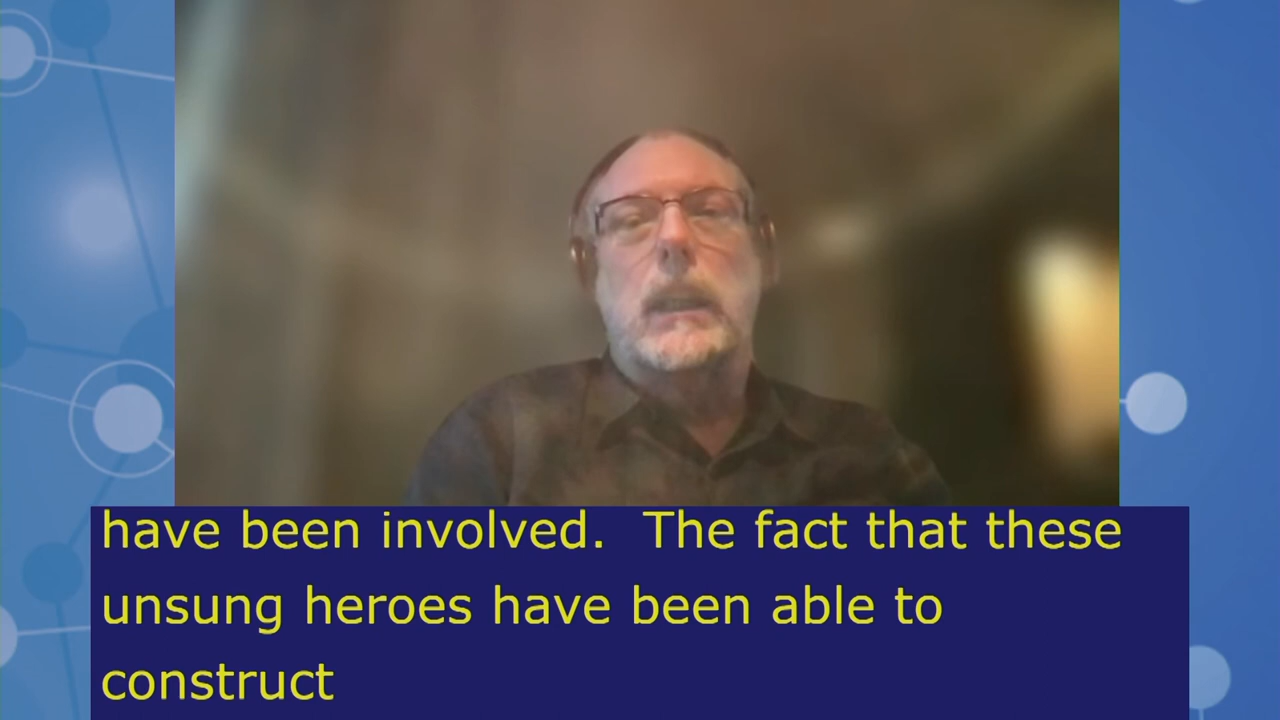 have been involved.  The fact that these
unsung heroes have been able to
construct